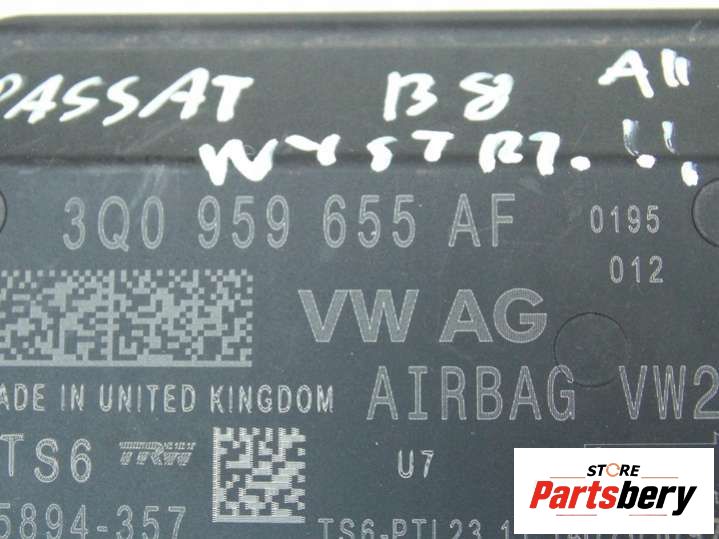 PASSAT B8 A11
WYSTRZ. !!,
3Q0 959 655 AF 0195
012
VW AG
ADE IN UNITED KINGDOM AIRBAG VW2
TS6 TRW U7
5894-357
STORE
Partsbery